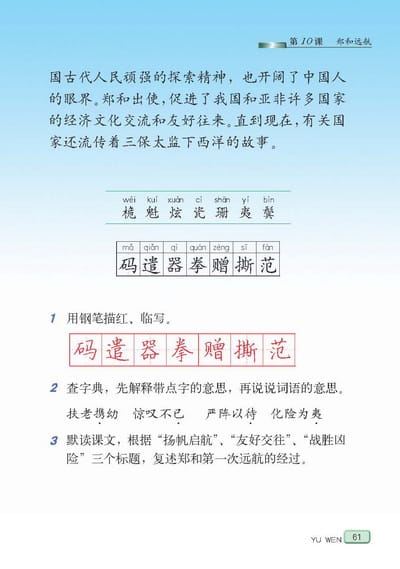 第10课 郑和远航
国古代人民顽强的探索精神，也开阔了中国人
的眼界。郑和出使，促进了我国和亚非许多国家
的经济文化交流和友好往来。直到现在，有关国
家还流传着三保太监下西洋的故事。
wéi kuí xuàn cí shān yí bìn
桅 魁 炫 瓷 珊 夷 鬓
mǎ qiǎn qì quán zèng sī fàn
码 遣 器 拳 赠 撕 范
1 用钢笔描红、临写。
码 遣 器 拳 赠 撕 范
2 查字典，先解释带点字的意思，再说说词语的意思。
扶老携幼 惊叹不已 严阵以待 化险为夷
3 默读课文，根据“扬帆启航”、“友好交往”、“战胜凶
险”三个标题，复述郑和第一次远航的经过。
YU WEN 61